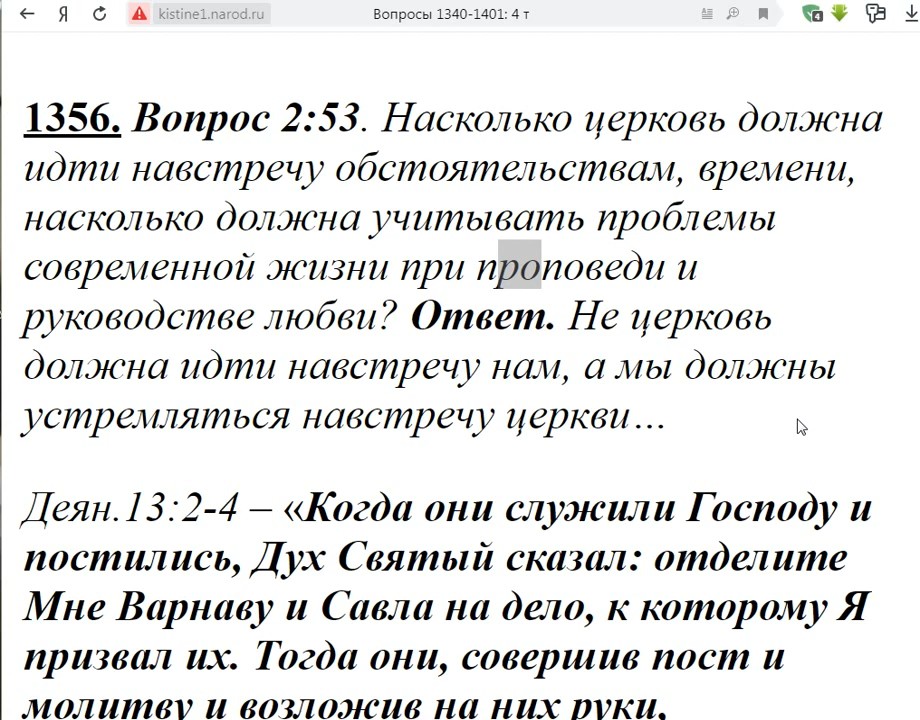 Я kistine1.narod.ru Вопросы 1340-1401: 4 т 4
1356. Вопрос 2:53. Насколько церковь должна
идти навстречу обстоятельствам, времени,
насколько должна учитывать проблемы
современной жизни при проповеди и
руководстве любви? Ответ. Не церковь
должна идти навстречу нам, а мы должны
устремляться навстречу церкви…
Деян.13:2-4 – «Когда они служили Господу и
постились, Дух Святый сказал: отделите
Мне Варнаву и Савла на дело, к которому Я
призвал их. Тогда они, совершив пост и
молитву и возложив на них руки,